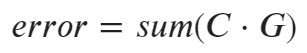 error = sum(C · G)